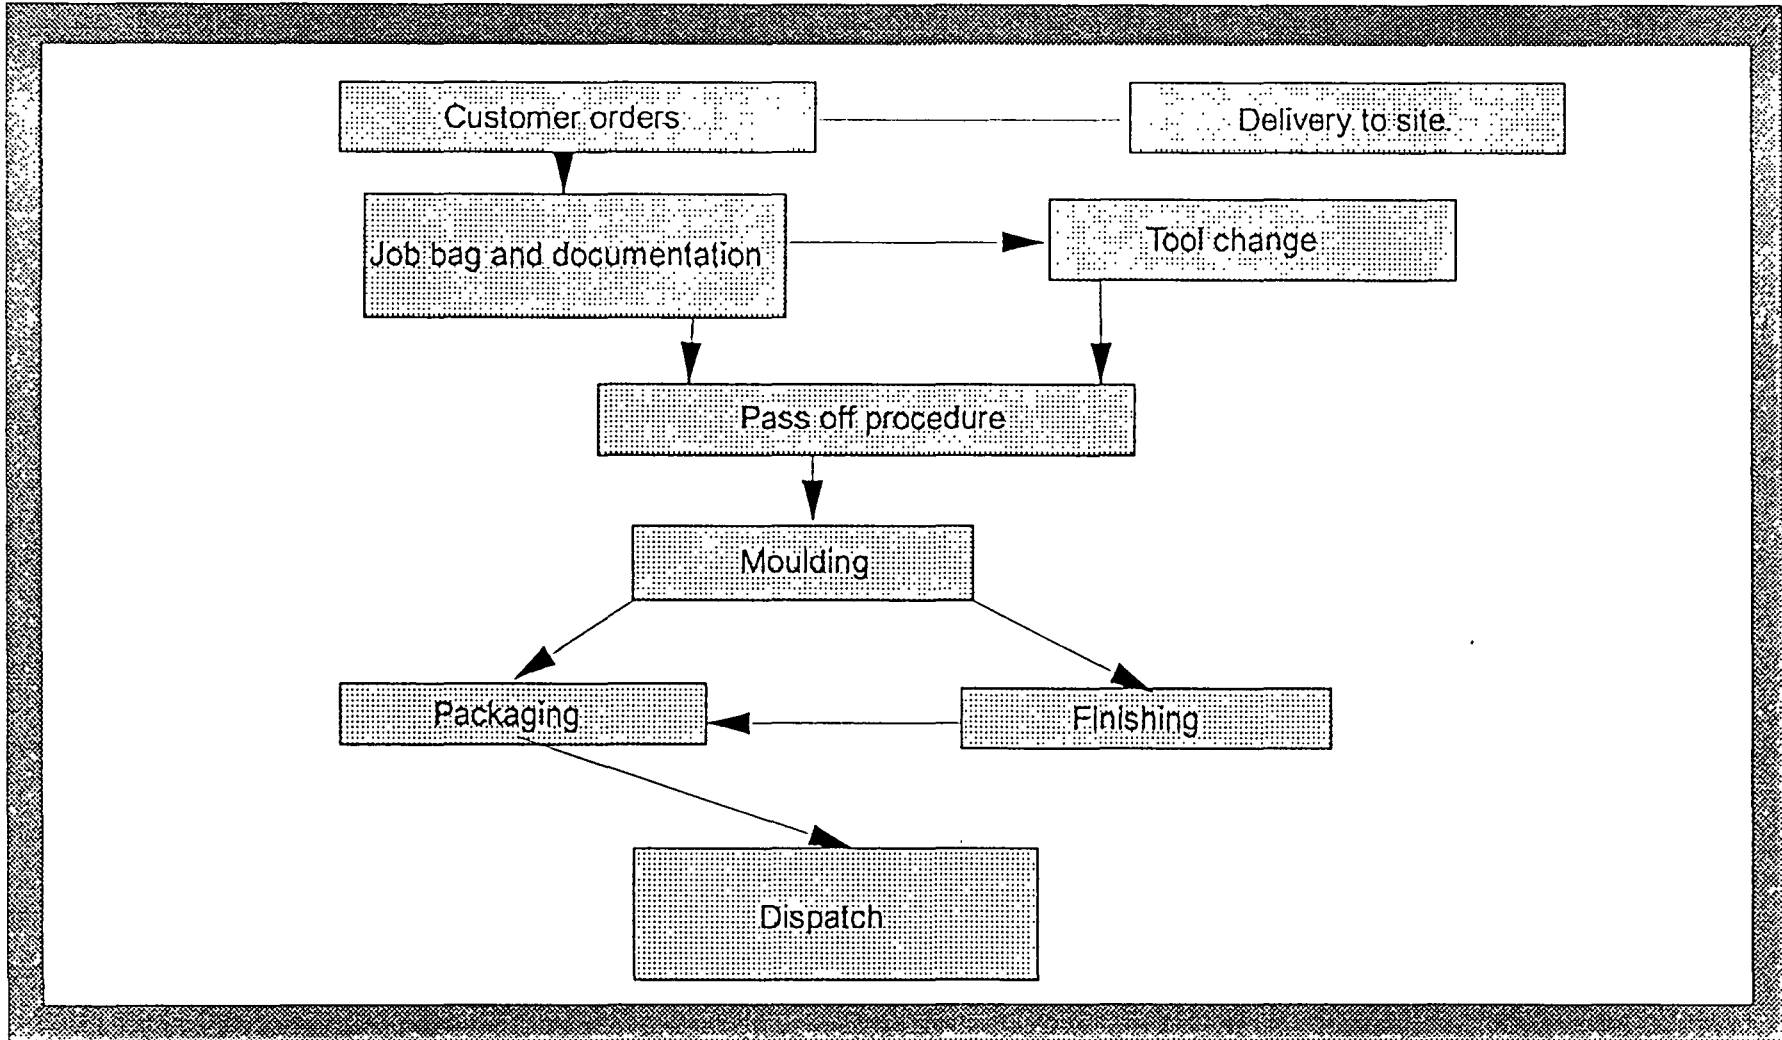 Customer orders
Delivery to site.
Job bag and documentation
Tool change
Pass off procedure
Moulding
Packaging
Finishing
Dispatch